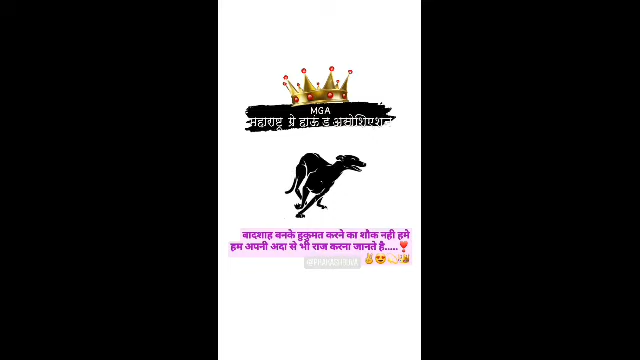 MGA
महाराष्ट्र ग्रे हाऊंड असोशिएशन
बादशाह बनके हुकुमत करने का शौक नही हमे
हम अपनी अदा से भी राज करना जानते है.....❣️
✌😍💫👑